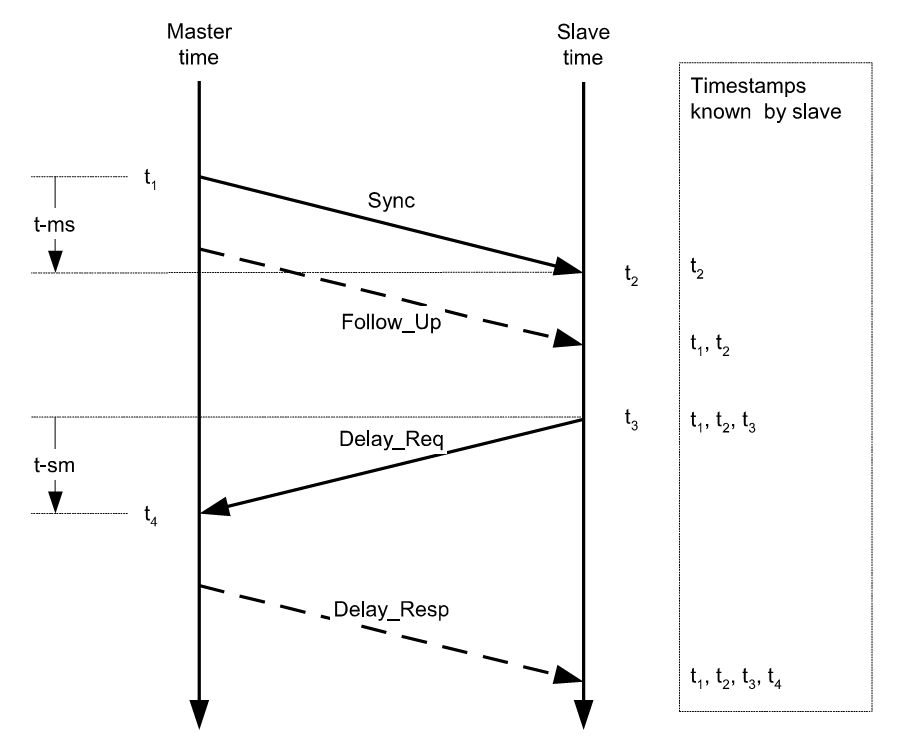 Master
time
Slave
time
Timestamps
known by slave
t1
Sync
t-ms
t2
t2
Follow_Up
t1, t2
t3
t1, t2, t3
Delay_Req
t-sm
t4
Delay_Resp
t1, t2, t3, t4